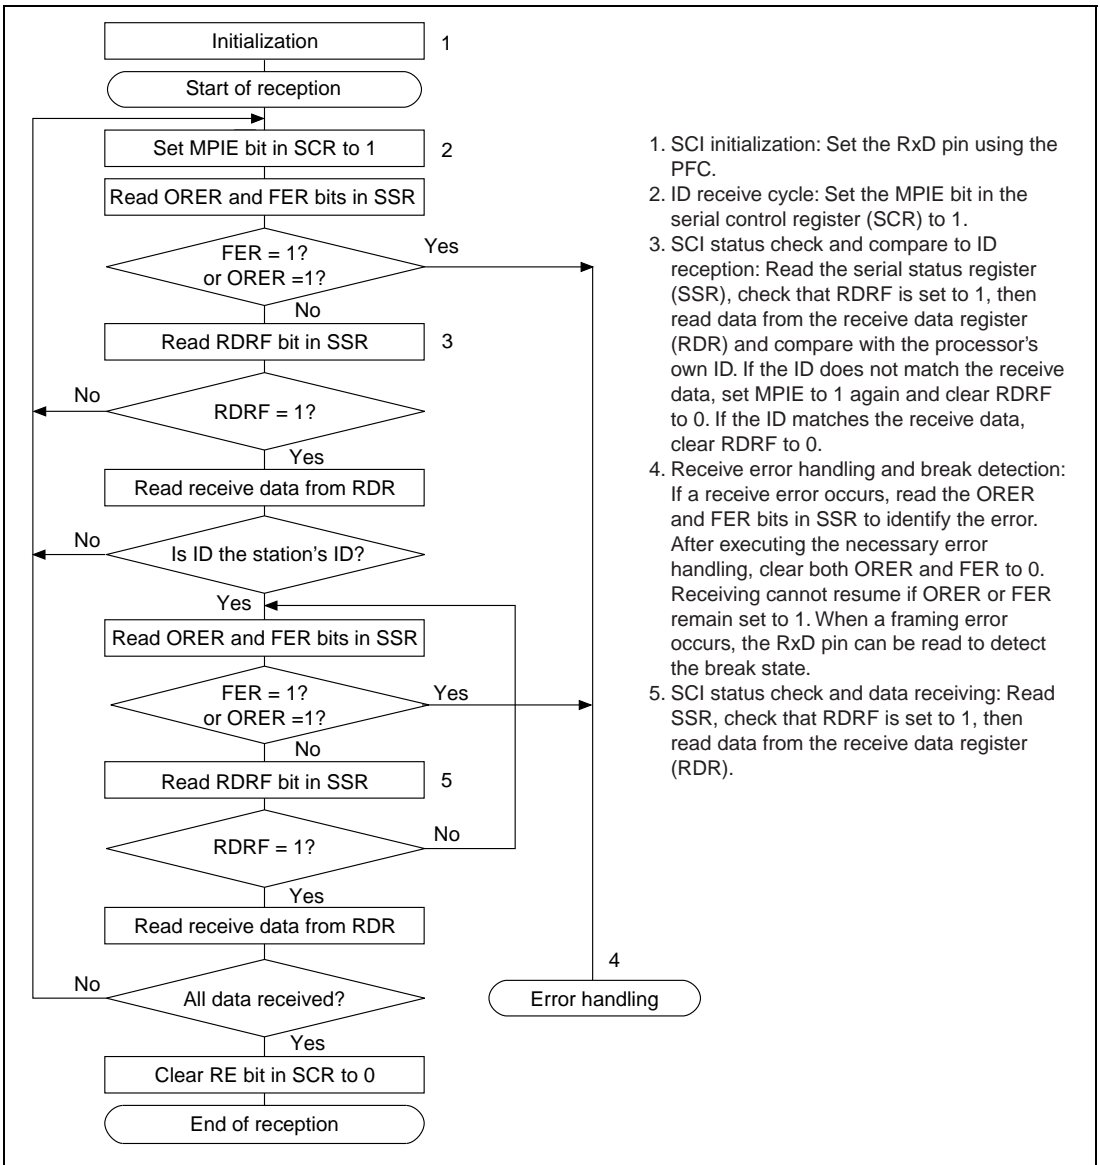 Initialization
1
Start of reception
Set MPIE bit in SCR to 1
2
Read ORER and FER bits in SSR
FER = 1?
or ORER =1?
Yes
No
Read RDRF bit in SSR
3
No
RDRF = 1?
Yes
Read receive data from RDR
No
Is ID the station's ID?
Yes
Read ORER and FER bits in SSR
FER = 1?
or ORER =1?
Yes
No
Read RDRF bit in SSR
5
RDRF = 1?
No
Yes
Read receive data from RDR
4
Error handling
No
All data received?
Yes
Clear RE bit in SCR to 0
End of reception
1. SCI initialization: Set the RxD pin using the
PFC.
2. ID receive cycle: Set the MPIE bit in the
serial control register (SCR) to 1.
3. SCI status check and compare to ID
reception: Read the serial status register
(SSR), check that RDRF is set to 1, then
read data from the receive data register
(RDR) and compare with the processor's
own ID. If the ID does not match the receive
data, set MPIE to 1 again and clear RDRF
to 0. If the ID matches the receive data,
clear RDRF to 0.
4. Receive error handling and break detection:
If a receive error occurs, read the ORER
and FER bits in SSR to identify the error.
After executing the necessary error
handling, clear both ORER and FER to 0.
Receiving cannot resume if ORER or FER
remain set to 1. When a framing error
occurs, the RxD pin can be read to detect
the break state.
5. SCI status check and data receiving: Read
SSR, check that RDRF is set to 1, then
read data from the receive data register
(RDR).